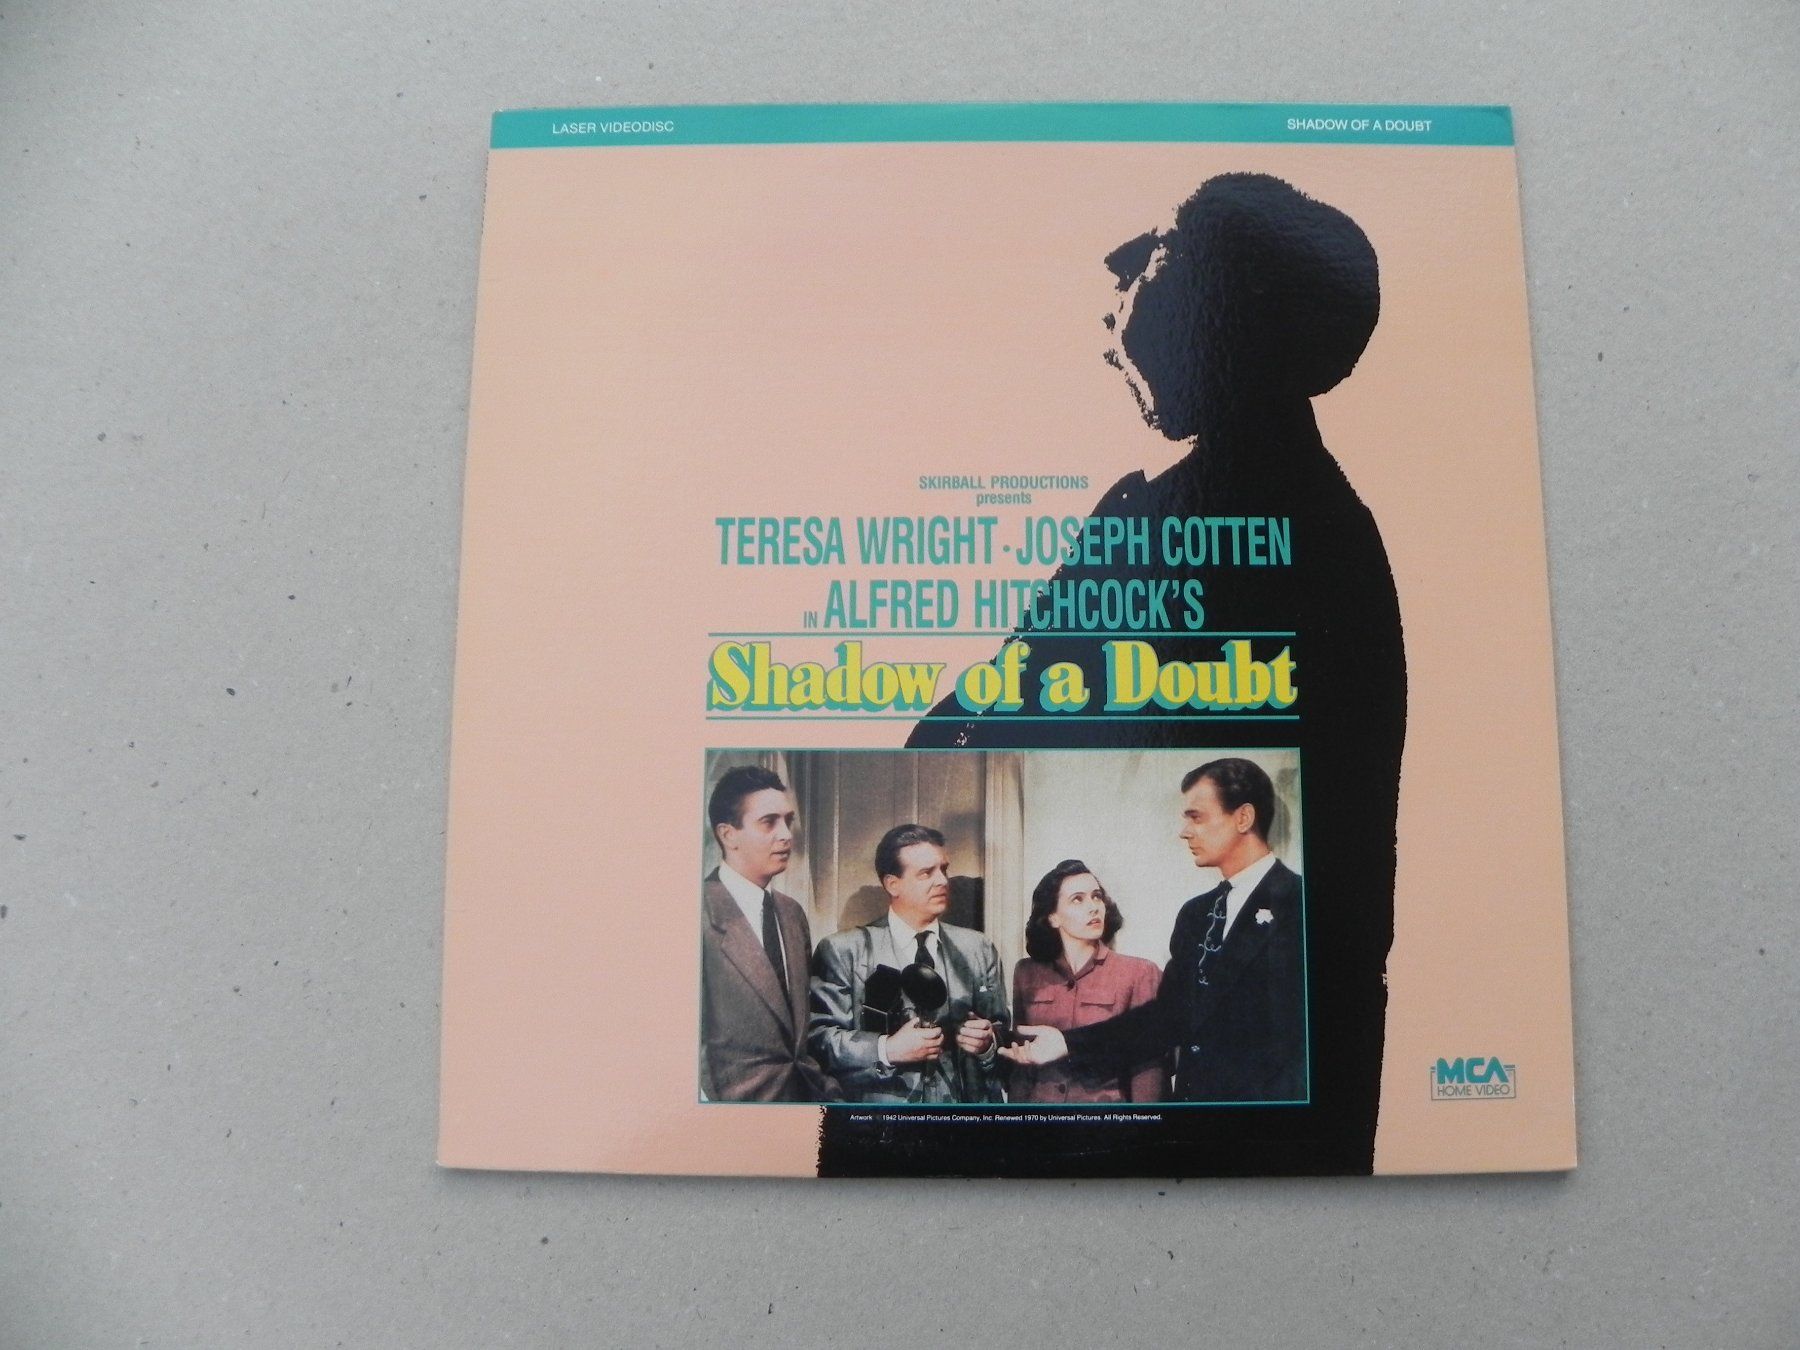 LASER VIDEODISC
SHADOW OF A DOUBT
SKIRBALL PRODUCTIONS
presents
TERESA WRIGHT · JOSEPH COTTEN
IN ALFRED HITCHCOCK'S
Shadow of a Doubt
MCA
HOME VIDEO
Artwork 1942 Universal Pictures Company, Inc. Renewed 1970 by Universal Pictures. All Rights Reserved.